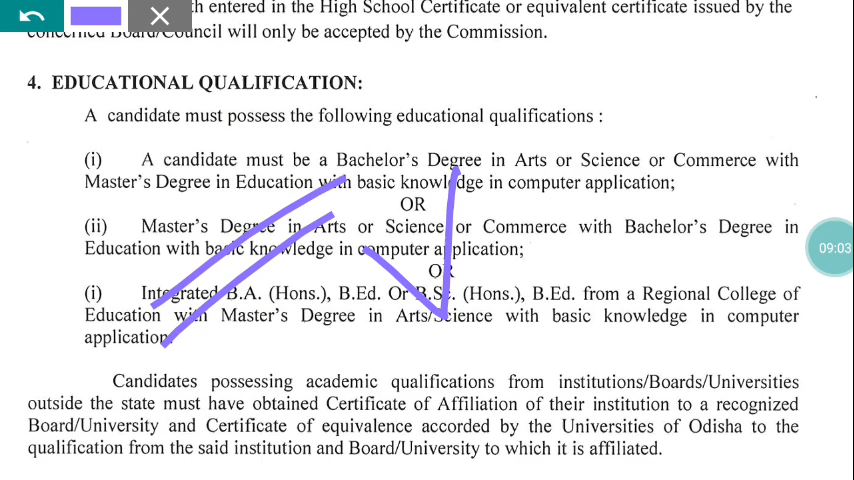 th entered in the High School Certificate or equivalent certificate issued by the
concerned Board/Council will only be accepted by the Commission.
4. EDUCATIONAL QUALIFICATION:
A candidate must possess the following educational qualifications :
(i) A candidate must be a Bachelor's Degree in Arts or Science or Commerce with
Master's Degree in Education with basic knowledge in computer application;
OR
(ii) Master's Degree in Arts or Science or Commerce with Bachelor's Degree in
Education with basic knowledge in computer application;
OR
(i) Integrated B.A. (Hons.), B.Ed. Or B.Sc. (Hons.), B.Ed. from a Regional College of
Education with Master's Degree in Arts/Science with basic knowledge in computer
application.
Candidates possessing academic qualifications from institutions/Boards/Universities
outside the state must have obtained Certificate of Affiliation of their institution to a recognized
Board/University and Certificate of equivalence accorded by the Universities of Odisha to the
qualification from the said institution and Board/University to which it is affiliated.
09:03